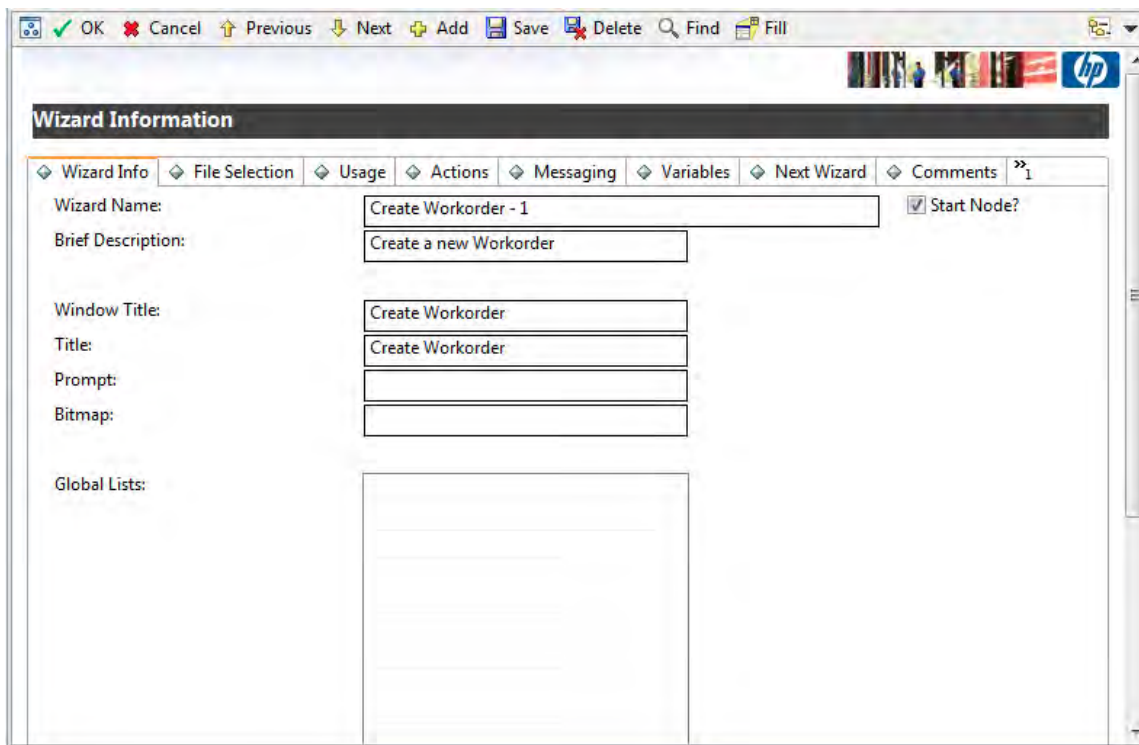 OK Cancel Previous Next Add Save Delete Find Fill
hp
Wizard Information
Wizard Info File Selection Usage Actions Messaging Variables Next Wizard Comments »1
Wizard Name: Create Workorder - 1 Start Node?
Brief Description: Create a new Workorder
Window Title: Create Workorder
Title: Create Workorder
Prompt:
Bitmap:
Global Lists: